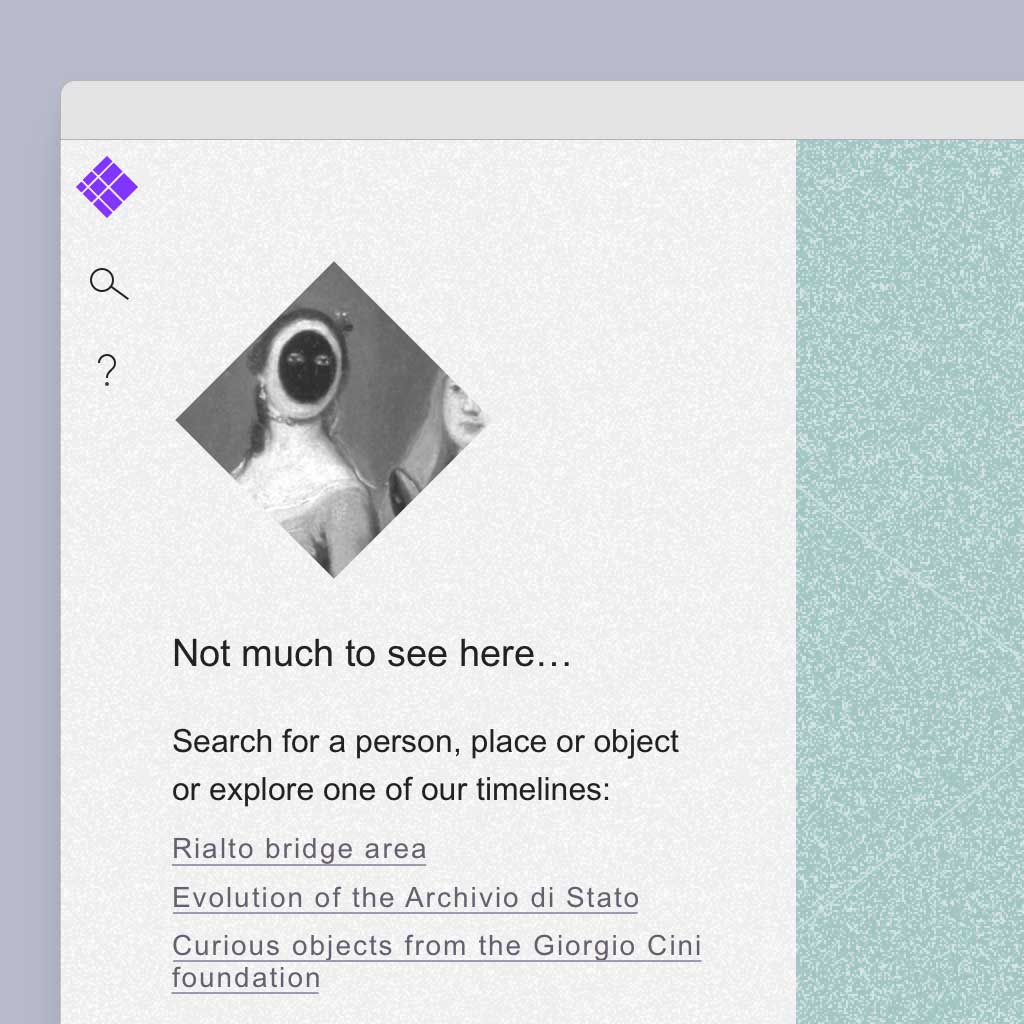 ?
Not much to see here…
Search for a person, place or object
or explore one of our timelines:
Rialto bridge area
Evolution of the Archivio di Stato
Curious objects from the Giorgio Cini
foundation